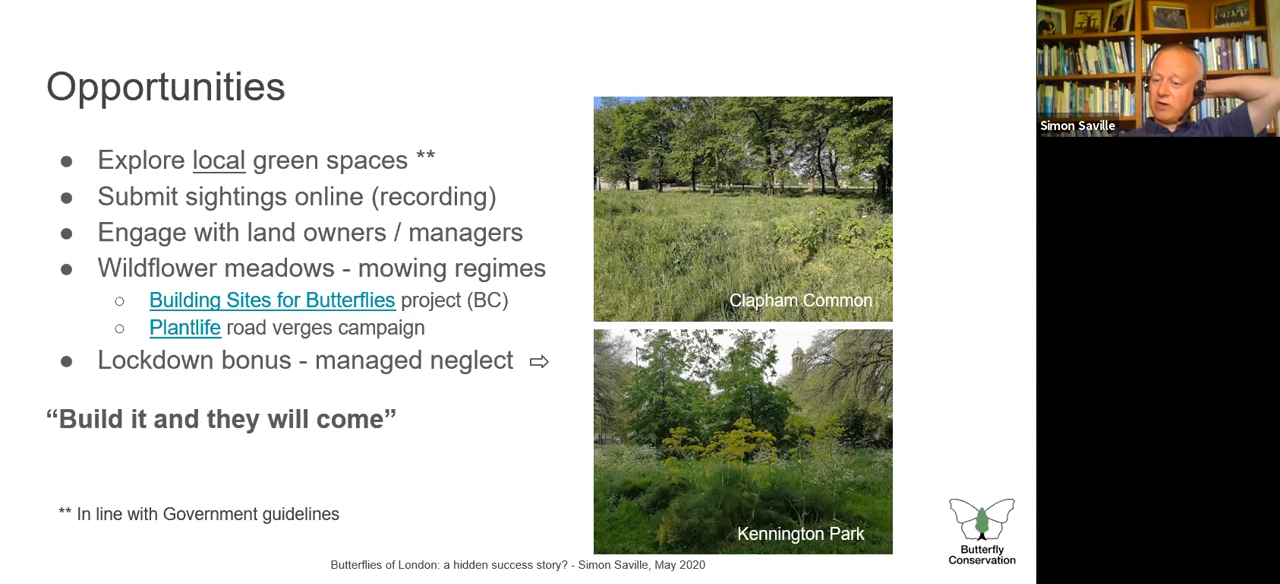 Opportunities
● Explore local green spaces **
● Submit sightings online (recording)
● Engage with land owners / managers
● Wildflower meadows - mowing regimes
○ Building Sites for Butterflies project (BC)
○ Plantlife road verges campaign
● Lockdown bonus - managed neglect ⇨
“Build it and they will come”
** In line with Government guidelines
Butterflies of London: a hidden success story? - Simon Saville, May 2020
Clapham Common
Kennington Park
Butterfly
Conservation
Simon Saville